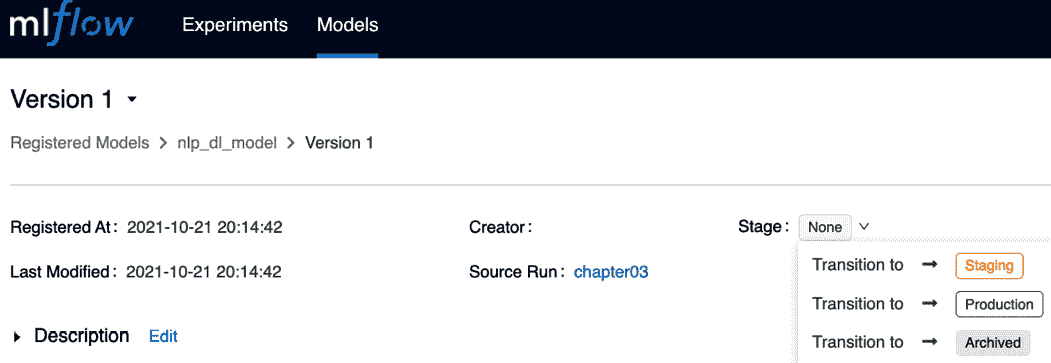 mlflow Experiments Models
Version 1
Registered Models > nlp_dl_model > Version 1
Registered At: 2021-10-21 20:14:42 Creator: Stage: None
Last Modified: 2021-10-21 20:14:42 Source Run: chapter03
Transition to → Staging
Transition to → Production
Transition to → Archived
Description Edit